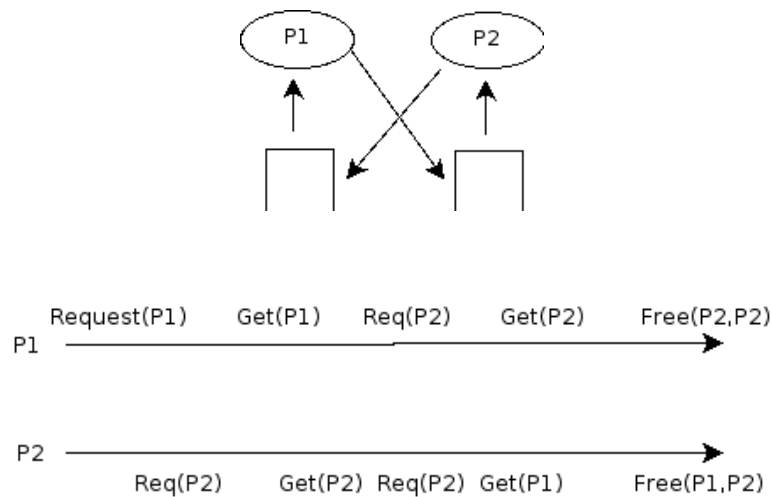 P1 P2
Request(P1) Get(P1) Req(P2) Get(P2) Free(P2,P2)
P1
P2
Req(P2) Get(P2) Req(P2) Get(P1) Free(P1,P2)